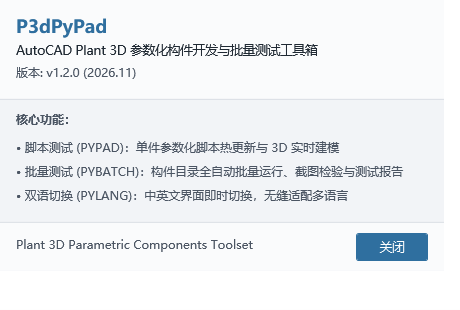 P3dPyPad
AutoCAD Plant 3D 参数化构件开发与批量测试工具箱
版本: v1.2.0 (2026.11)
核心功能：
• 脚本测试 (PYPAD)：单件参数化脚本热更新与 3D 实时建模
• 批量测试 (PYBATCH)：构件目录全自动批量运行、截图检验与测试报告
• 双语切换 (PYLANG)：中英文界面即时切换，无缝适配多语言
Plant 3D Parametric Components Toolset
关闭